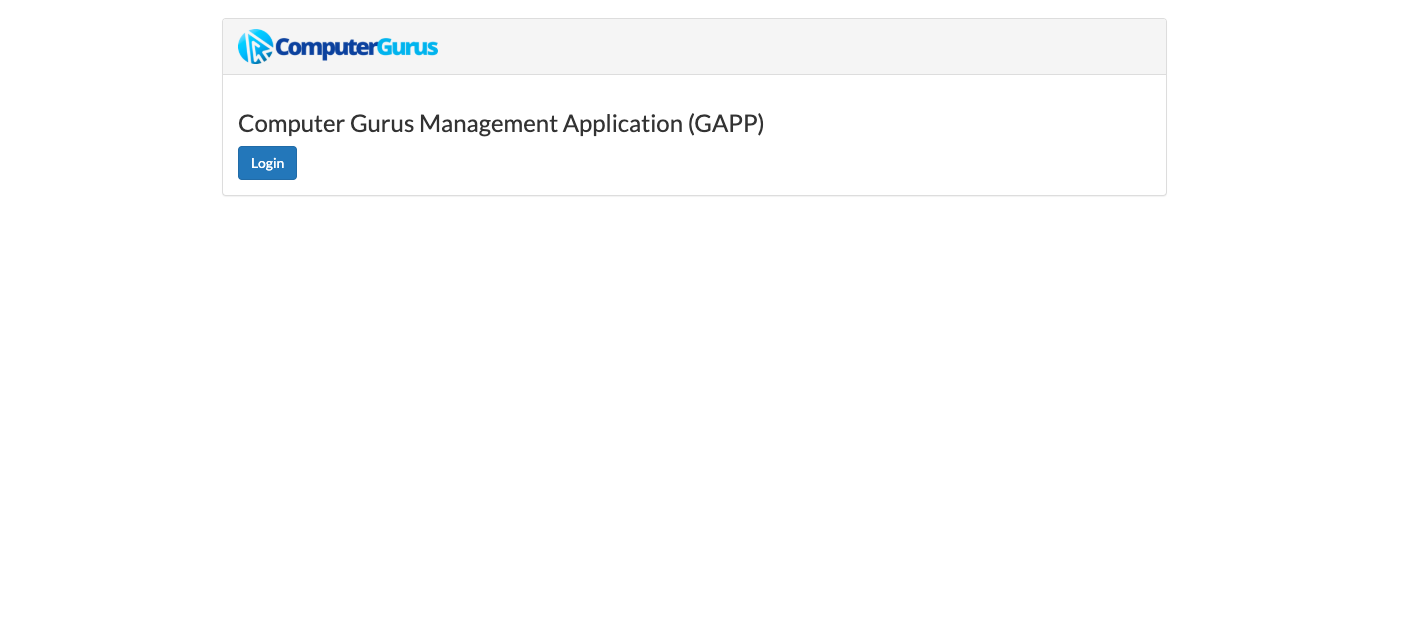 ComputerGurus
Computer Gurus Management Application (GAPP)
Login